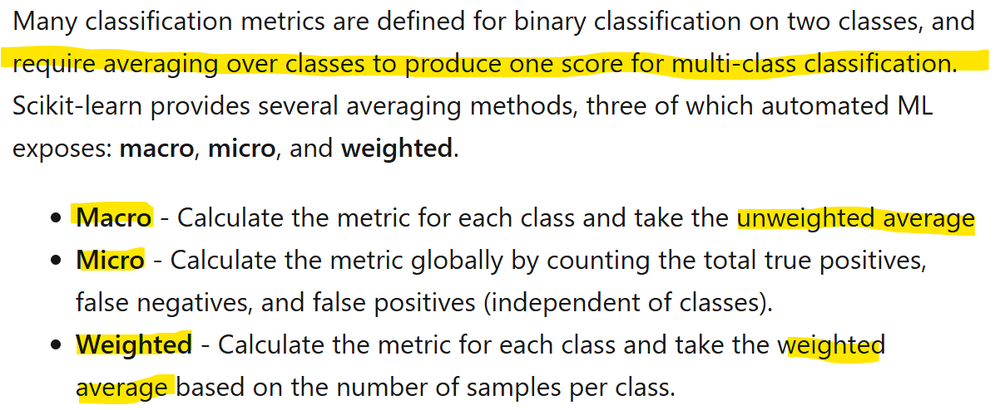 Many classification metrics are defined for binary classification on two classes, and
require averaging over classes to produce one score for multi-class classification.
Scikit-learn provides several averaging methods, three of which automated ML
exposes: macro, micro, and weighted.
• Macro - Calculate the metric for each class and take the unweighted average
• Micro - Calculate the metric globally by counting the total true positives,
false negatives, and false positives (independent of classes).
• Weighted - Calculate the metric for each class and take the weighted
average based on the number of samples per class.